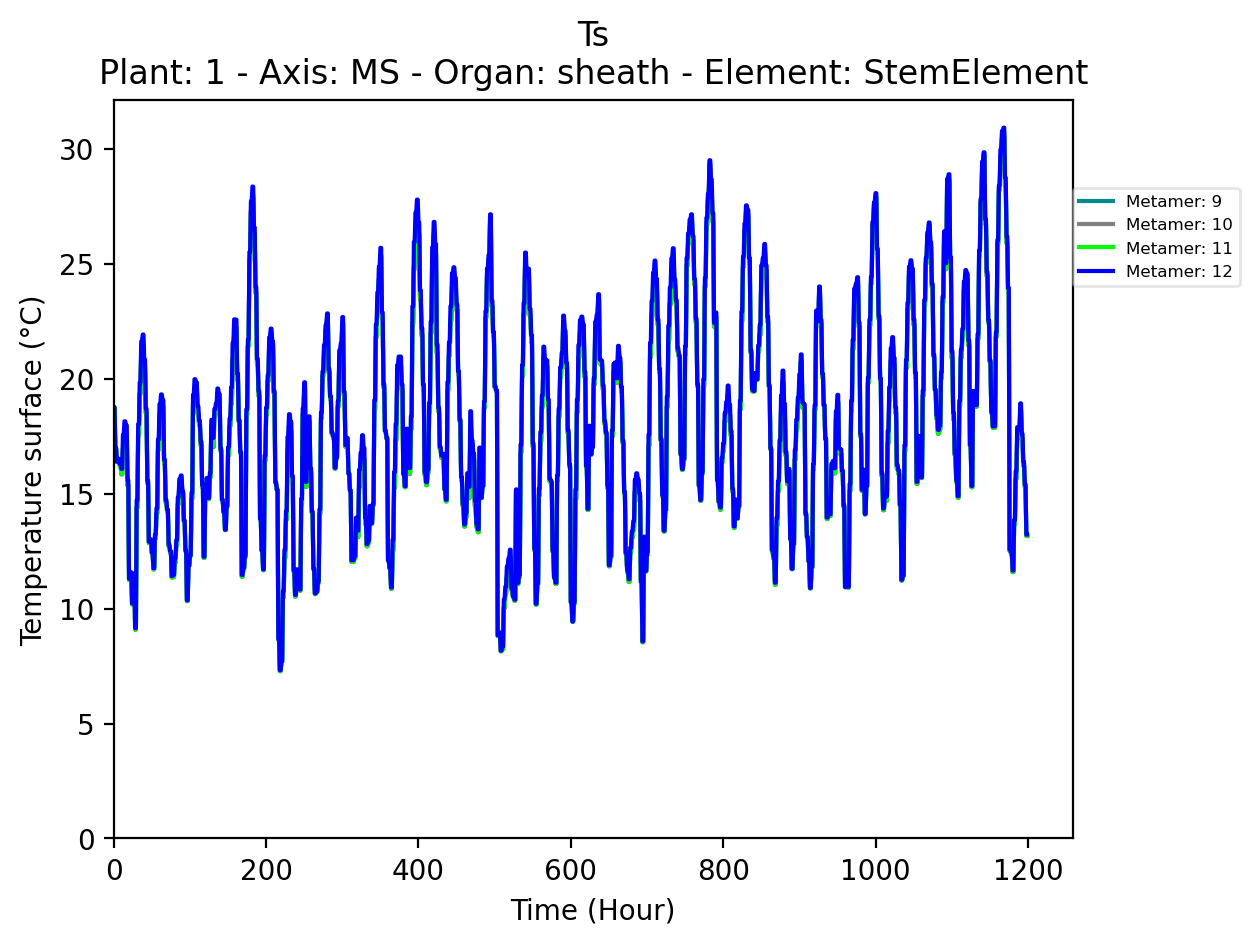 Ts
Plant: 1 - Axis: MS - Organ: sheath - Element: StemElement
30
25
20
15
10
5
0
Temperature surface (°C)
0 200 400 600 800 1000 1200
Time (Hour)
Metamer: 9
Metamer: 10
Metamer: 11
Metamer: 12